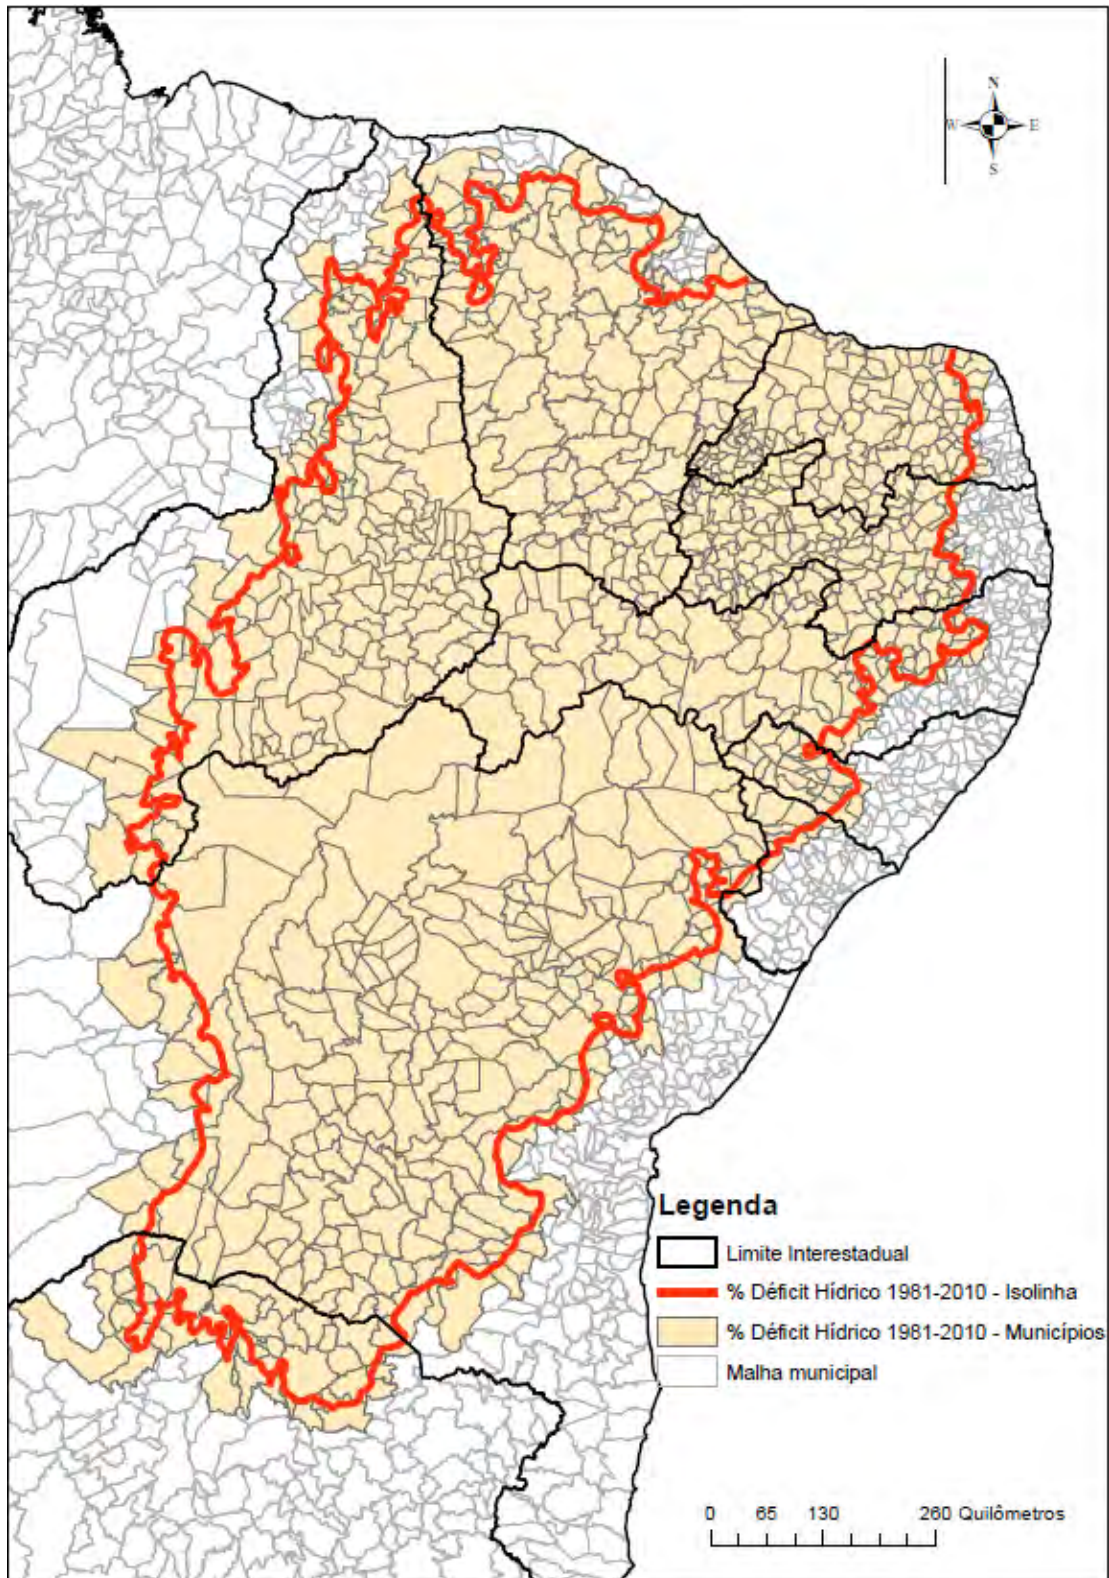 N
W E
S
Legenda
Limite Interestadual
% Déficit Hídrico 1981-2010 - Isolinha
% Déficit Hídrico 1981-2010 - Municípios
Malha municipal
0 65 130 260 Quilômetros